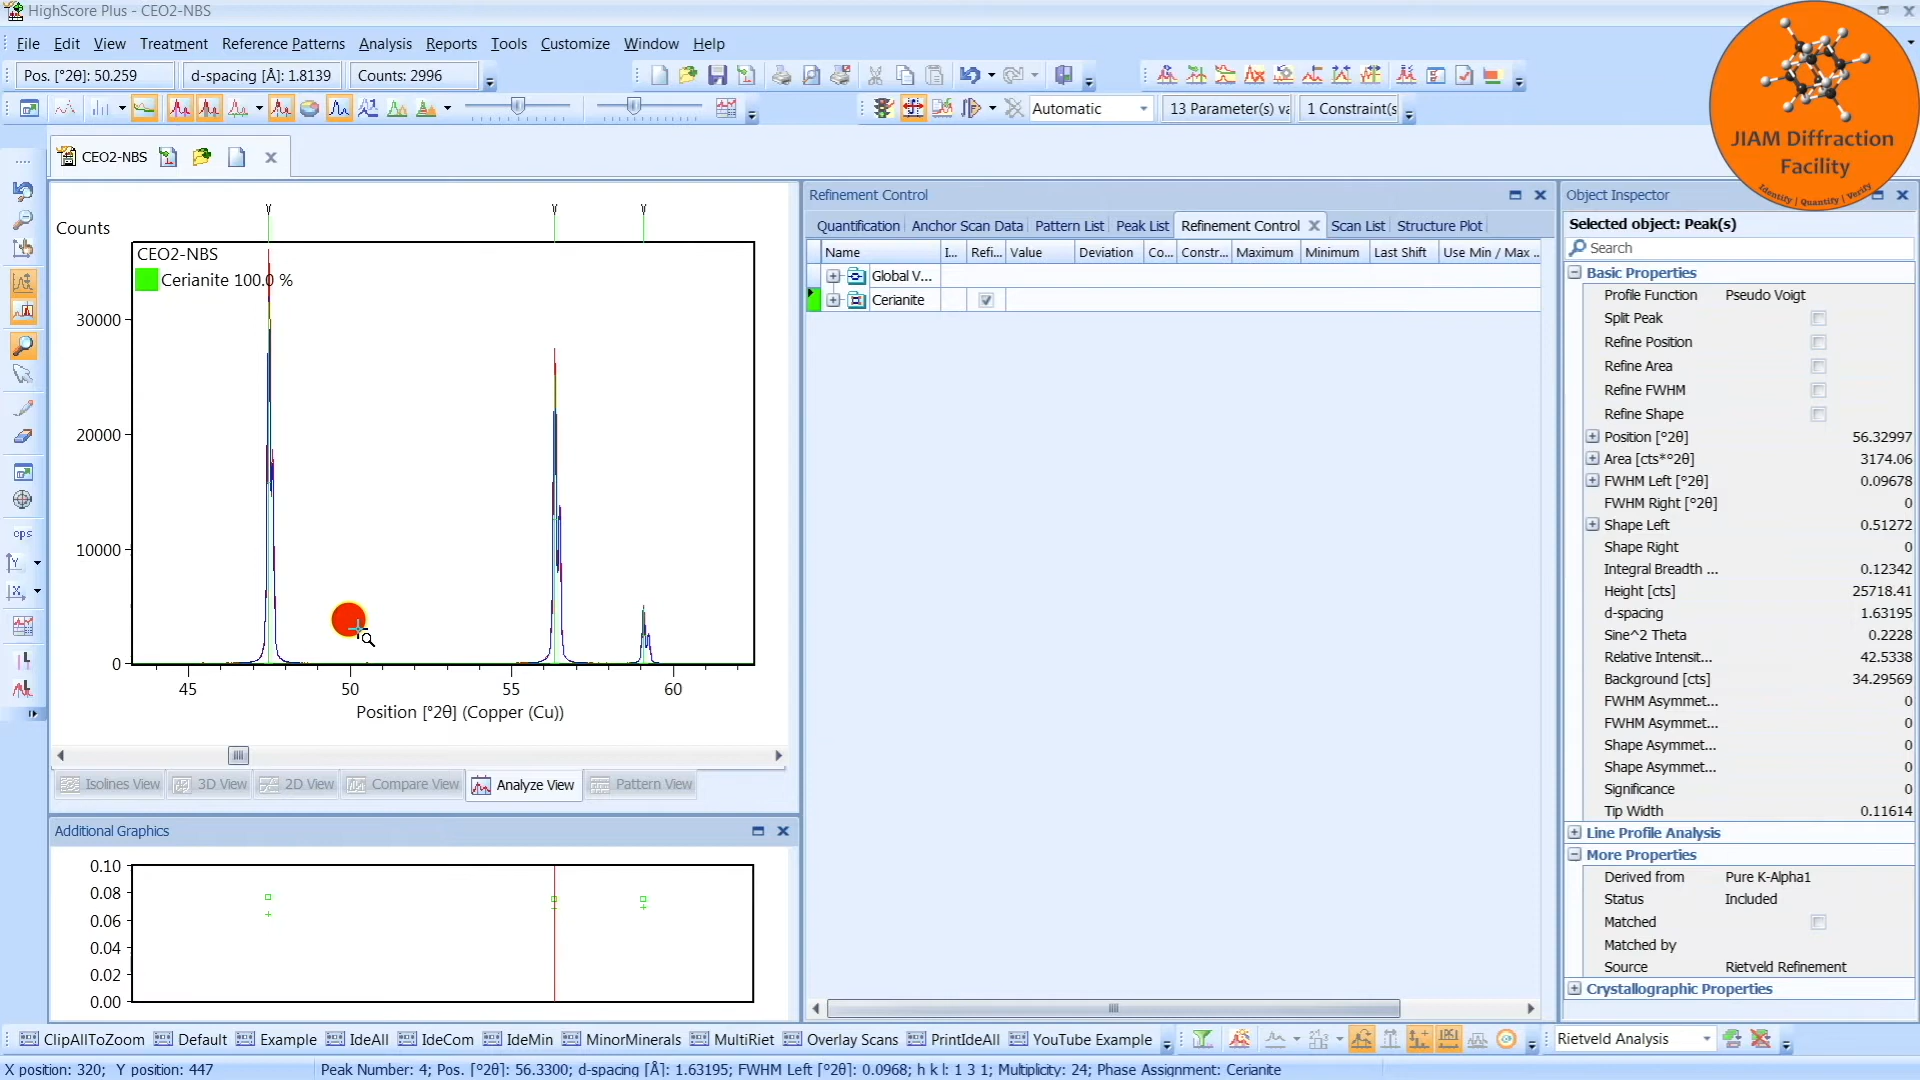 HighScore Plus - CEO2-NBS
File Edit View Treatment Reference Patterns Analysis Reports Tools Customize Window Help
Pos. [°2θ]: 50.259 d-spacing [Å]: 1.8139 Counts: 2996
Automatic 13 Parameter(s) va 1 Constraint(s
JIAM Diffraction
Facility
Identify | Quantify | Verify
CEO2-NBS
Counts
CEO2-NBS
Cerianite 100.0 %
30000
20000
10000
0
45 50 55 60
Position [°2θ] (Copper (Cu))
cps
Isolines View 3D View 2D View Compare View Analyze View Pattern View
Additional Graphics
0.10
0.08
0.06
0.04
0.02
0.00
Refinement Control
Quantification Anchor Scan Data Pattern List Peak List Refinement Control Scan List Structure Plot
Name I... Refi... Value Deviation Co... Constr... Maximum Minimum Last Shift Use Min / Max ..
Global V...
Cerianite
Object Inspector
Selected object: Peak(s)
Search
Basic Properties
Profile Function Pseudo Voigt
Split Peak
Refine Position
Refine Area
Refine FWHM
Refine Shape
Position [°2θ] 56.32997
Area [cts*°2θ] 3174.06
FWHM Left [°2θ] 0.09678
FWHM Right [°2θ] 0
Shape Left 0.51272
Shape Right 0
Integral Breadth ... 0.12342
Height [cts] 25718.41
d-spacing 1.63195
Sine^2 Theta 0.2228
Relative Intensit... 42.5338
Background [cts] 34.29569
FWHM Asymmet... 0
FWHM Asymmet... 0
Shape Asymmet... 0
Shape Asymmet... 0
Significance 0
Tip Width 0.11614
Line Profile Analysis
More Properties
Derived from Pure K-Alpha1
Status Included
Matched
Matched by
Source Rietveld Refinement
Crystallographic Properties
ClipAllToZoom Default Example IdeAll IdeCom IdeMin MinorMinerals MultiRiet Overlay Scans PrintIdeAll YouTube Example Rietveld Analysis
X position: 320; Y position: 447 Peak Number: 4; Pos. [°2θ]: 56.3300; d-spacing [Å]: 1.63195; FWHM Left [°2θ]: 0.0968; h k l: 1 3 1; Multiplicity: 24; Phase Assignment: Cerianite